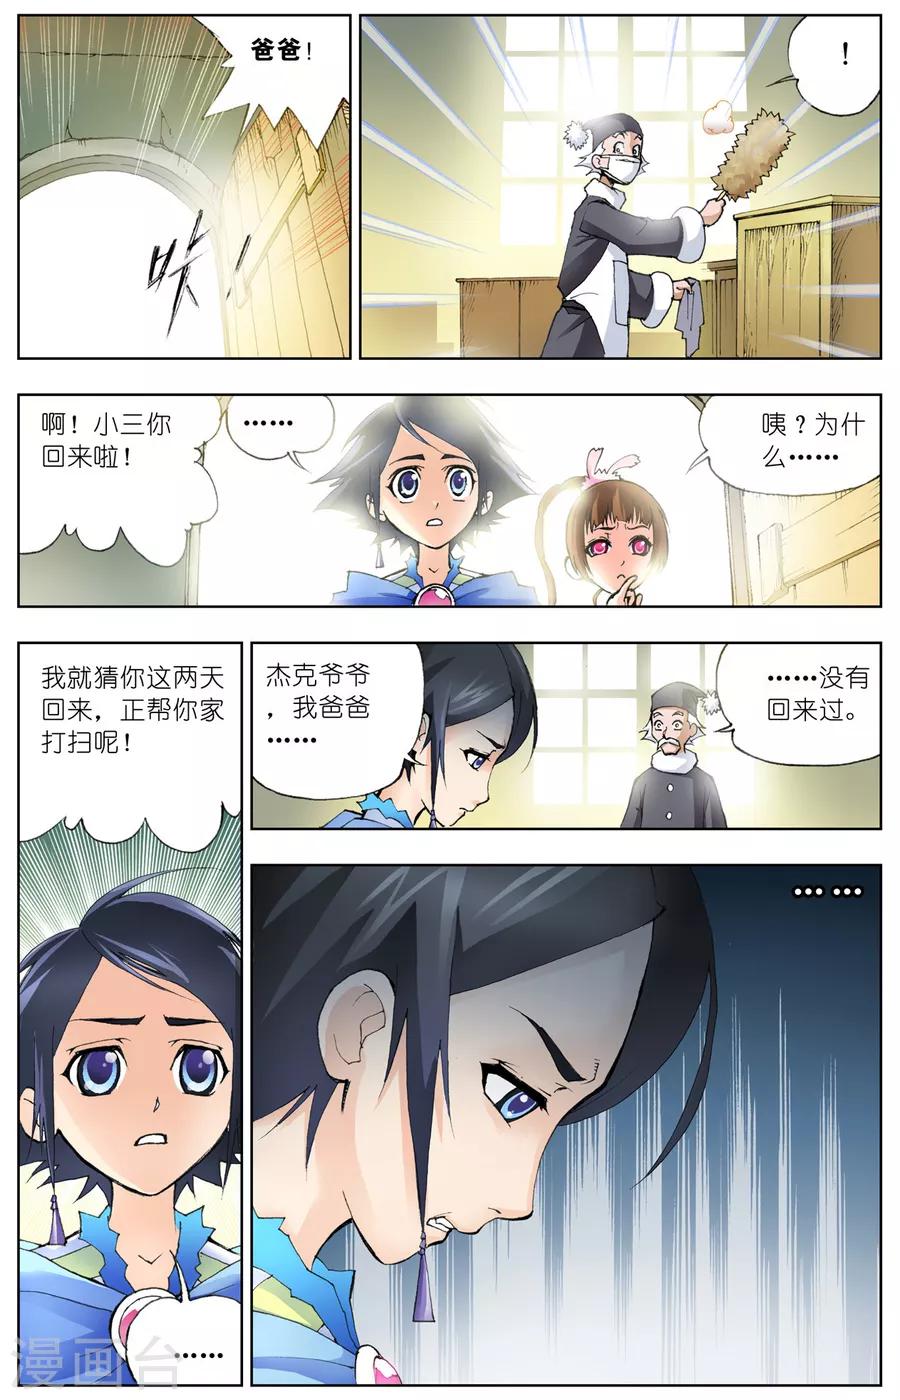 爸爸！
！
咔
啊！小三你
回来啦！
……
咦？为什
么……
我就猜你这两天
回来，正帮你家
打扫呢！
……
杰克爷爷
，我爸爸
……
……没有
回来过。
……
漫画台